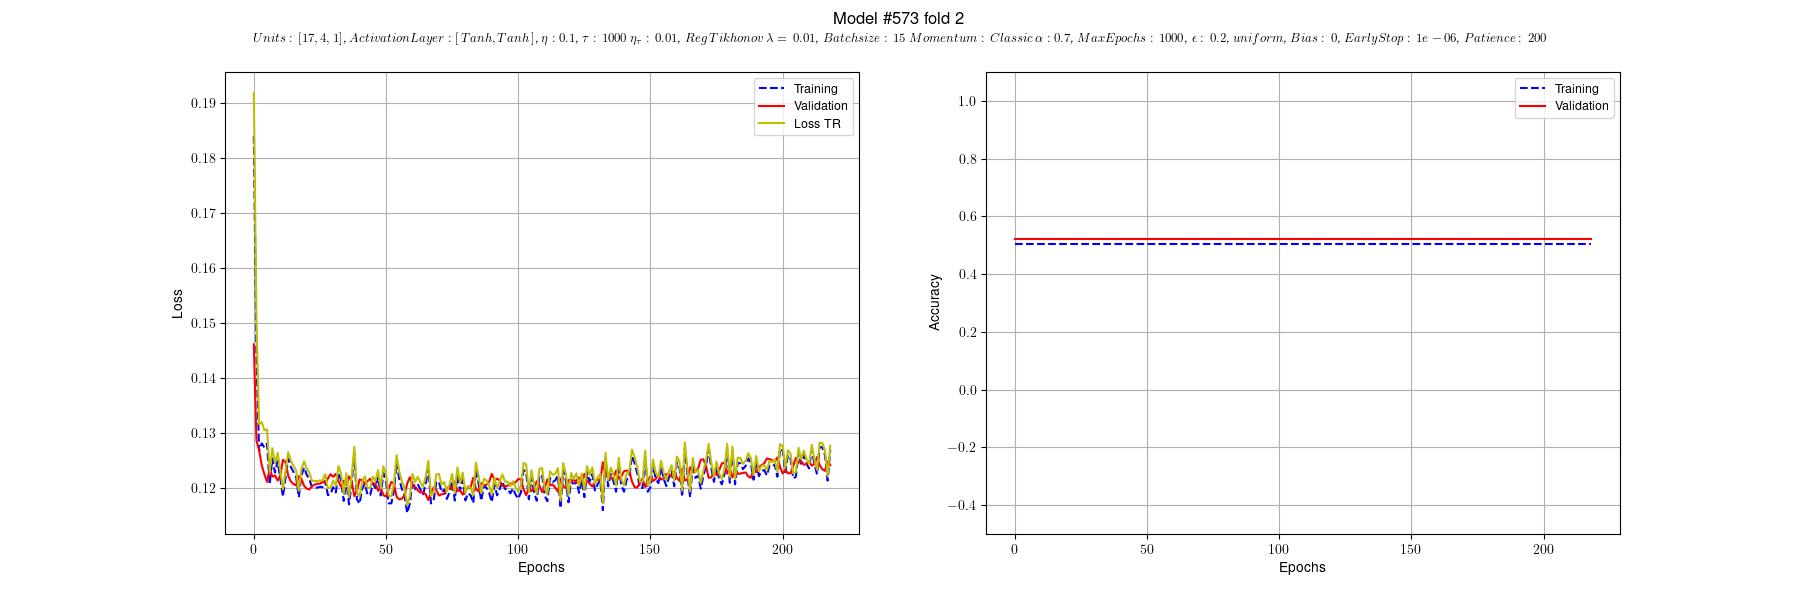 Model #573 fold 2
Units : [17, 4, 1], ActivationLayer : [Tanh, Tanh], η : 0.1, τ : 1000 ητ : 0.01, RegTikhonov λ = 0.01, Batchsize : 15 Momentum : Classic α : 0.7, MaxEpochs : 1000, ϵ : 0.2, uniform, Bias : 0, EarlyStop : 1e − 06, Patience : 200
Training
Validation
Loss TR
0.19
0.18
0.17
0.16
0.15
0.14
0.13
0.12
Loss
0
50
100
150
200
Epochs
Training
Validation
1.0
0.8
0.6
0.4
0.2
0.0
−0.2
−0.4
Accuracy
0
50
100
150
200
Epochs